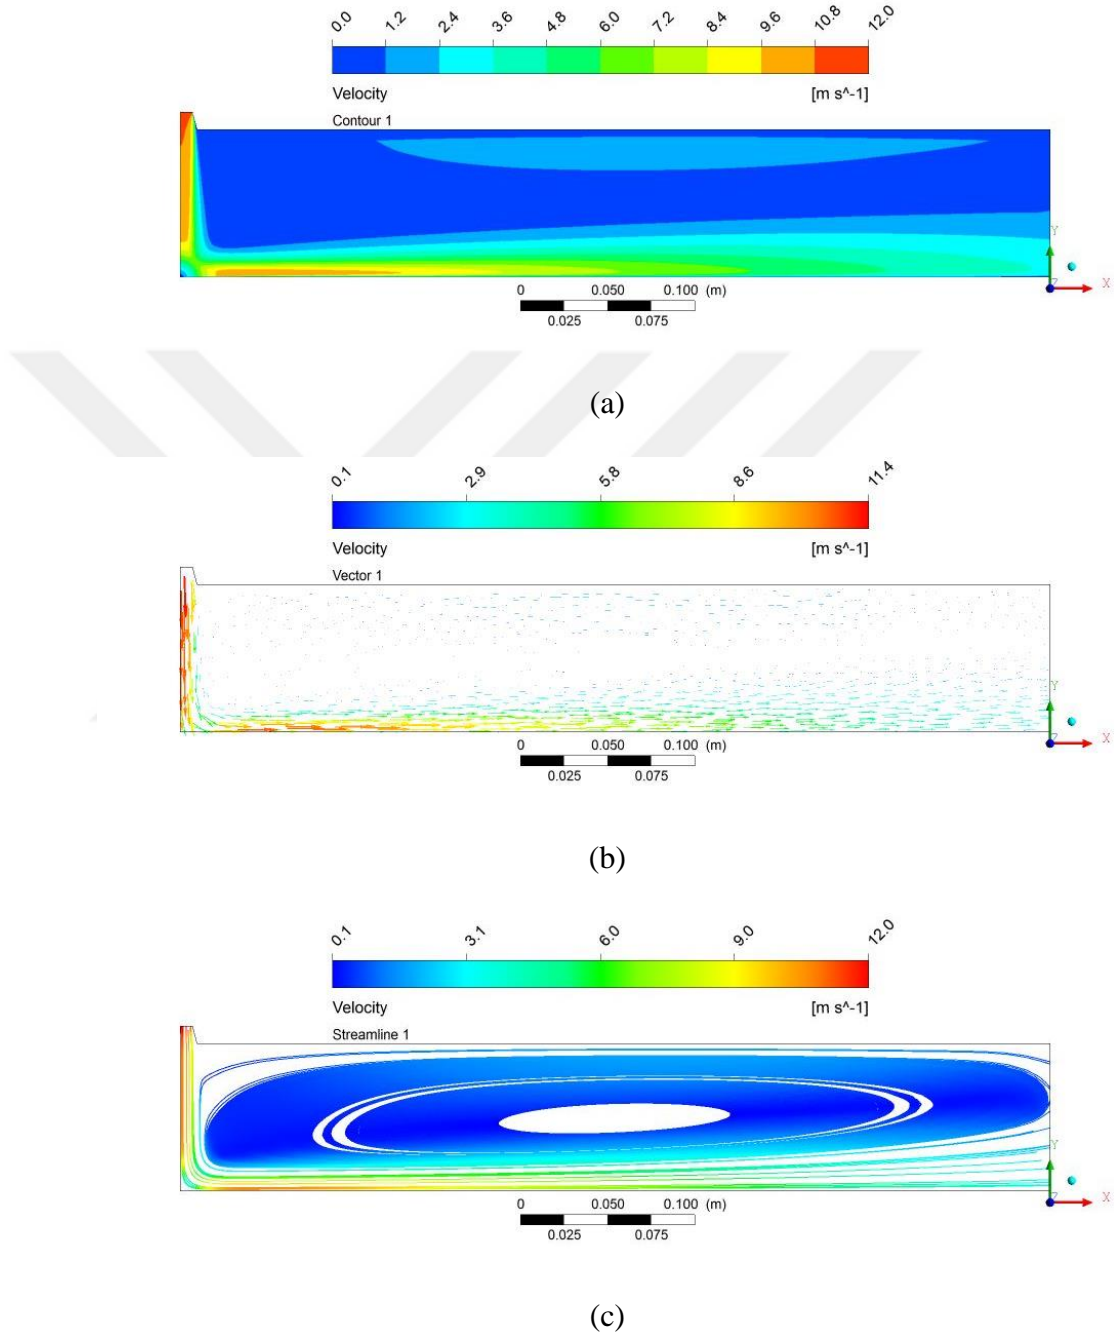 0.0 1.2 2.4 3.6 4.8 6.0 7.2 8.4 9.6 10.8 12.0
Velocity [m s^-1]
Contour 1
Y
Z X
0 0.050 0.100 (m)
0.025 0.075
(a)
0.1 2.9 5.8 8.6 11.4
Velocity [m s^-1]
Vector 1
Y
Z X
0 0.050 0.100 (m)
0.025 0.075
(b)
0.1 3.1 6.0 9.0 12.0
Velocity [m s^-1]
Streamline 1
Y
Z X
0 0.050 0.100 (m)
0.025 0.075
(c)